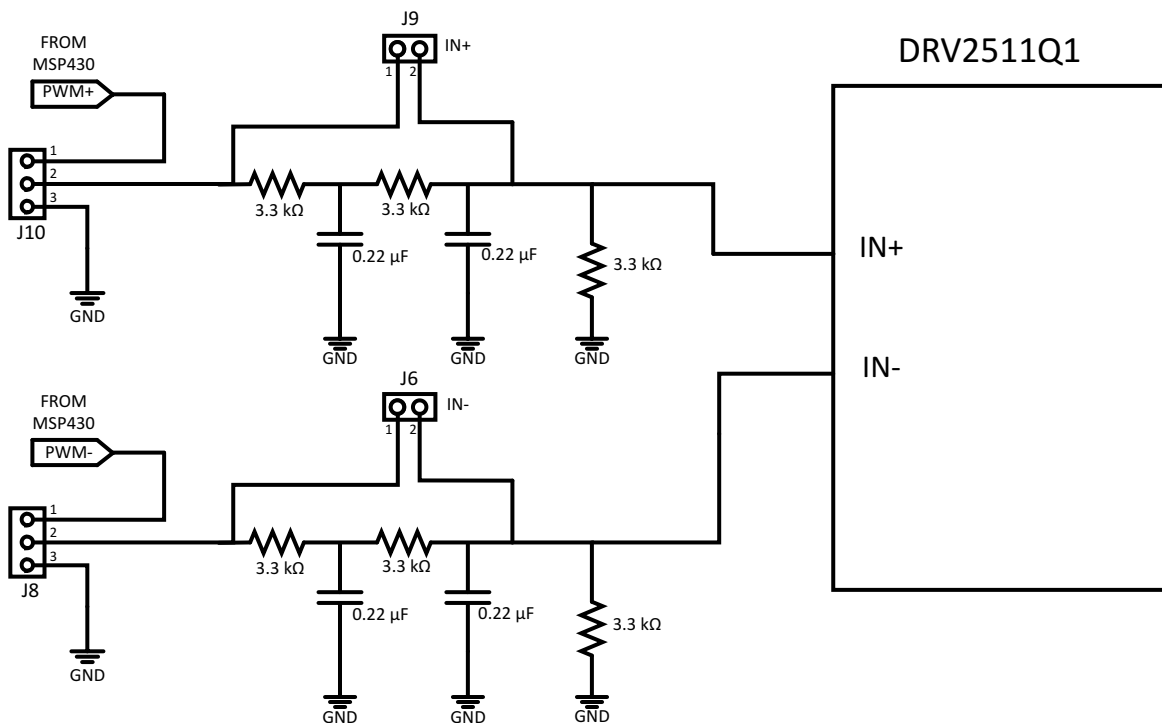 DRV2511Q1
J9
IN+
1 2
FROM
MSP430
PWM+
1
2
3
J10
GND
3.3 kΩ
3.3 kΩ
0.22 µF
0.22 µF
3.3 kΩ
GND
GND
GND
IN+
IN-
J6
IN-
1 2
FROM
MSP430
PWM-
1
2
3
J8
GND
3.3 kΩ
3.3 kΩ
0.22 µF
0.22 µF
3.3 kΩ
GND
GND
GND